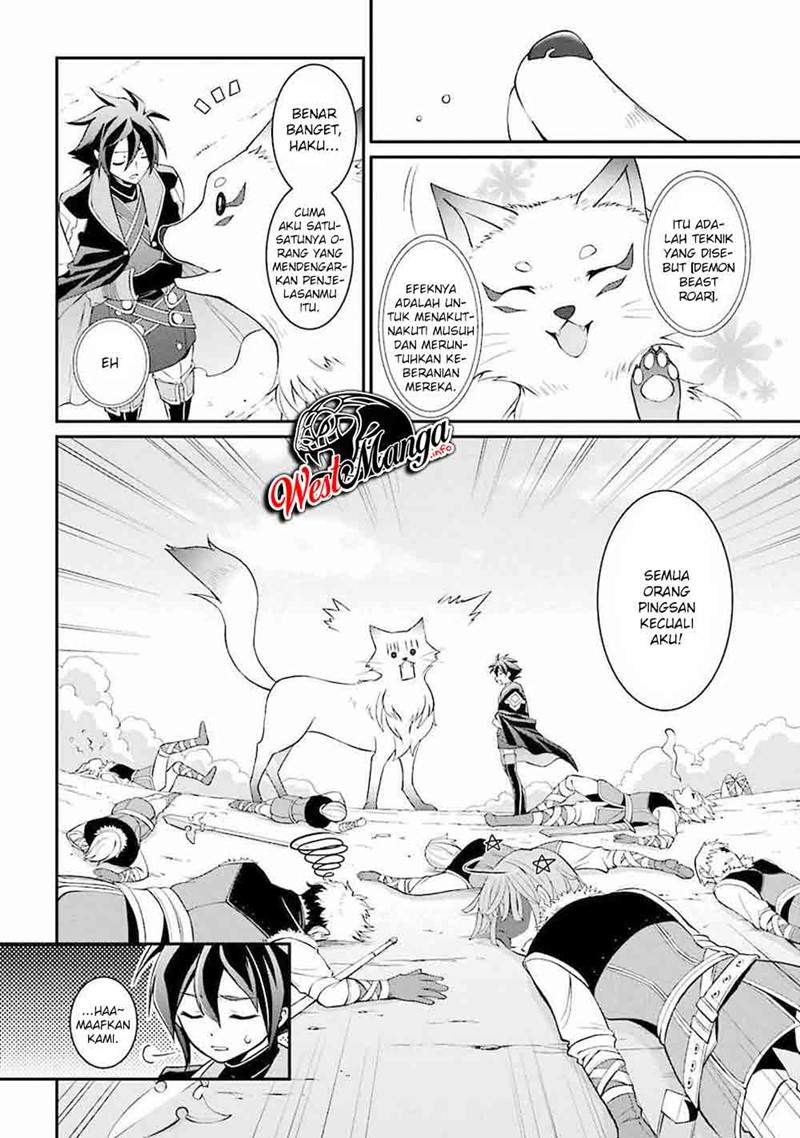 ITU ADA-
LAH TEKNIK
YANG DISE-
BUT [DEMON
BEAST
ROAR].
EFEKNYA
ADALAH UN-
TUK MENAKUT-
NAKUTI MUSUH
DAN MERUN-
TUHKAN KE-
BERANIAN
MEREKA.
BENAR
BANGET,
HAKU...
CUMA
AKU SATU-
SATUNYA O-
RANG YANG
MENDENGAR-
KAN PENJE-
LASANMU
ITU.
EH
WestManga
.info
SEMUA
ORANG
PINGSAN
KECUALI
AKU!
...HAA~
MAAFKAN
KAMI.